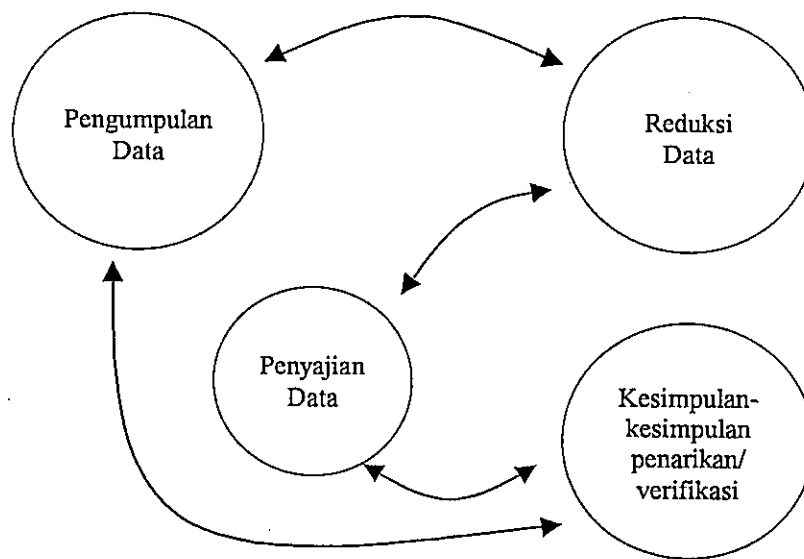 Pengumpulan
Data
Reduksi
Data
Penyajian
Data
Kesimpulan-
kesimpulan
penarikan/
verifikasi